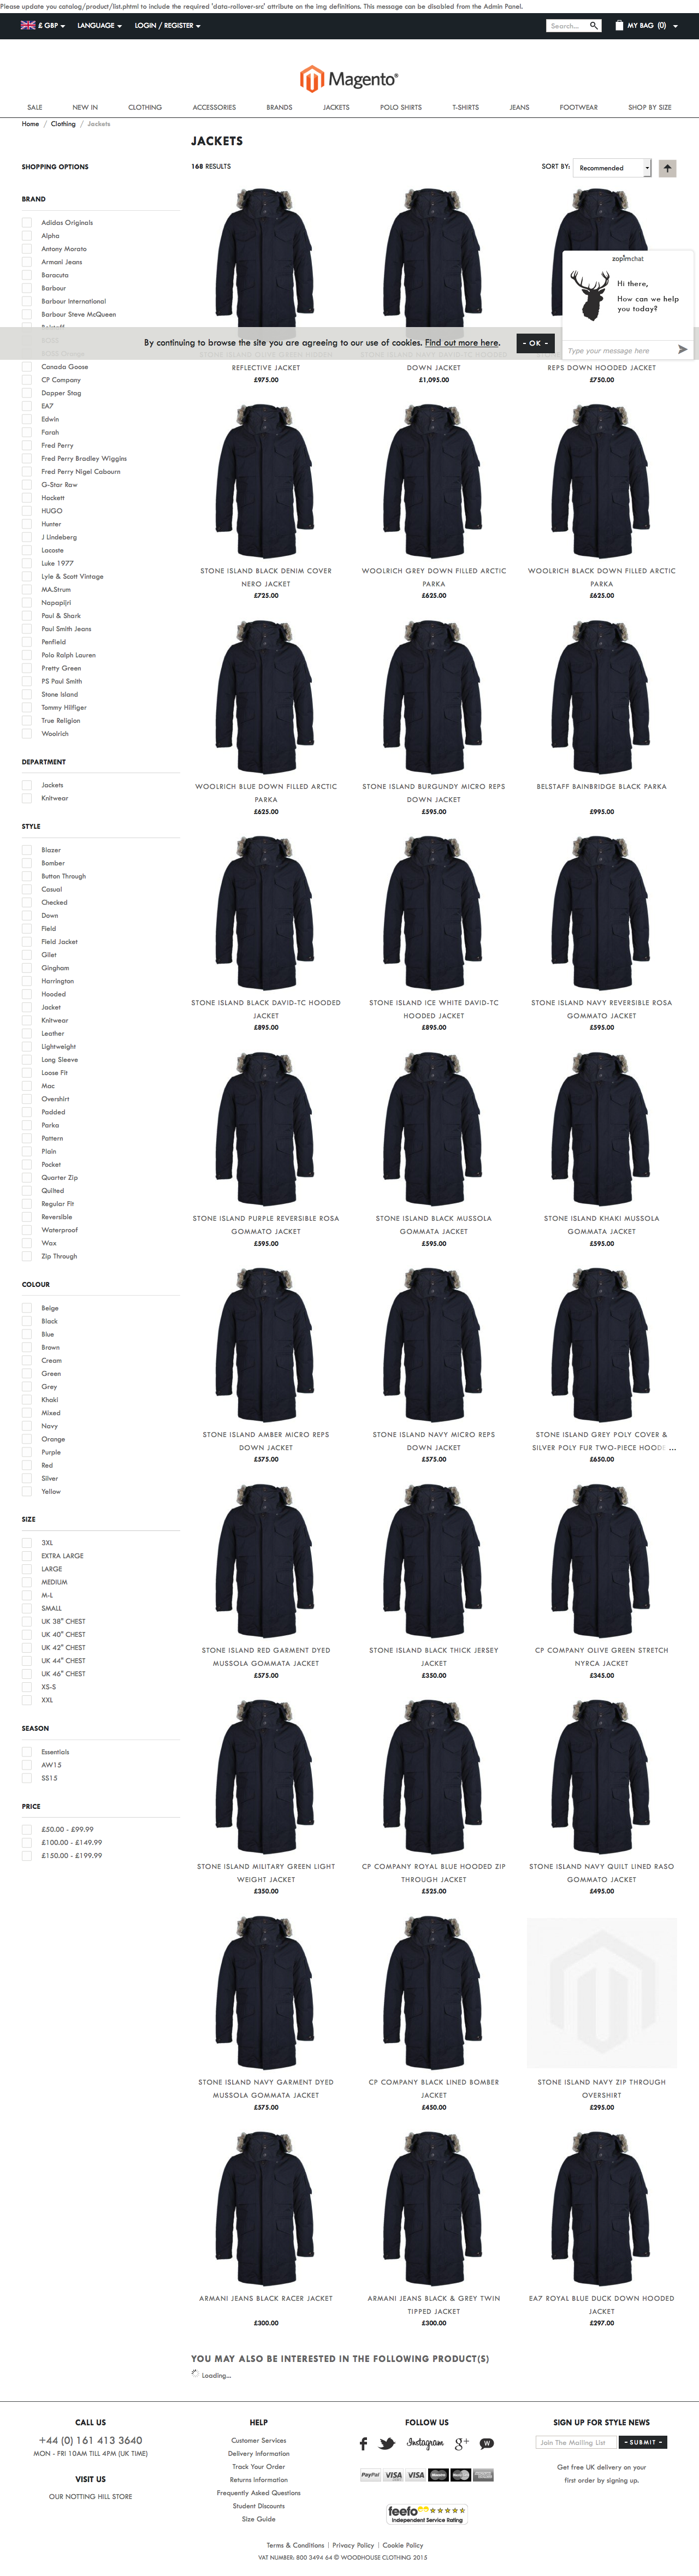 Please update you catalog/product/list.phtml to include the required 'data-rollover-src' attribute on the img definitions. This message can be disabled from the Admin Panel.
£ GBP LANGUAGE LOGIN / REGISTER Search... MY BAG (0)
Magento®
SALE NEW IN CLOTHING ACCESSORIES BRANDS JACKETS POLO SHIRTS T-SHIRTS JEANS FOOTWEAR SHOP BY SIZE
Home / Clothing / Jackets
JACKETS
168 RESULTS SORT BY: Recommended
SHOPPING OPTIONS
BRAND
Adidas Originals
Alpha
Antony Morato
Armani Jeans
Baracuta
Barbour
Barbour International
Barbour Steve McQueen
Belstaff
Canada Goose
CP Company
Dapper Stag
EA7
Edwin
Farah
Fred Perry
Fred Perry Bradley Wiggins
Fred Perry Nigel Cabourn
G-Star Raw
Hackett
HUGO
Hunter
J Lindeberg
Lacoste
Luke 1977
Lyle & Scott Vintage
MA.Strum
Napapijri
Paul & Shark
Paul Smith Jeans
Penfield
Polo Ralph Lauren
Pretty Green
PS Paul Smith
Stone Island
Tommy Hilfiger
True Religion
Woolrich
DEPARTMENT
Jackets
Knitwear
STYLE
Blazer
Bomber
Button Through
Casual
Checked
Down
Field
Field Jacket
Gilet
Gingham
Harrington
Hooded
Jacket
Knitwear
Leather
Lightweight
Long Sleeve
Loose Fit
Mac
Overshirt
Padded
Parka
Pattern
Plain
Pocket
Quarter Zip
Quilted
Regular Fit
Reversible
Waterproof
Wax
Zip Through
COLOUR
Beige
Black
Blue
Brown
Cream
Green
Grey
Khaki
Mixed
Navy
Orange
Purple
Red
Silver
Yellow
SIZE
3XL
EXTRA LARGE
LARGE
MEDIUM
M-L
SMALL
UK 38" CHEST
UK 40" CHEST
UK 42" CHEST
UK 44" CHEST
UK 46" CHEST
XS-S
XXL
SEASON
Essentials
AW15
SS15
PRICE
£50.00 - £99.99
£100.00 - £149.99
£150.00 - £199.99
zopimchat
Hi there,
How can we help
you today?
Type your message here
By continuing to browse the site you are agreeing to our use of cookies. Find out more here. - OK -
REFLECTIVE JACKET
£975.00
DOWN JACKET
£1,095.00
REPS DOWN HOODED JACKET
£750.00
STONE ISLAND BLACK DENIM COVER
NERO JACKET
£725.00
WOOLRICH GREY DOWN FILLED ARCTIC
PARKA
£625.00
WOOLRICH BLACK DOWN FILLED ARCTIC
PARKA
£625.00
WOOLRICH BLUE DOWN FILLED ARCTIC
PARKA
£625.00
STONE ISLAND BURGUNDY MICRO REPS
DOWN JACKET
£595.00
BELSTAFF BAINBRIDGE BLACK PARKA
£995.00
STONE ISLAND BLACK DAVID-TC HOODED
JACKET
£895.00
STONE ISLAND ICE WHITE DAVID-TC
HOODED JACKET
£895.00
STONE ISLAND NAVY REVERSIBLE ROSA
GOMMATO JACKET
£595.00
STONE ISLAND PURPLE REVERSIBLE ROSA
GOMMATO JACKET
£595.00
STONE ISLAND BLACK MUSSOLA
GOMMATA JACKET
£595.00
STONE ISLAND KHAKI MUSSOLA
GOMMATA JACKET
£595.00
STONE ISLAND AMBER MICRO REPS
DOWN JACKET
£575.00
STONE ISLAND NAVY MICRO REPS
DOWN JACKET
£575.00
STONE ISLAND GREY POLY COVER &
SILVER POLY FUR TWO-PIECE HOODE ...
£650.00
STONE ISLAND RED GARMENT DYED
MUSSOLA GOMMATA JACKET
£575.00
STONE ISLAND BLACK THICK JERSEY
JACKET
£350.00
CP COMPANY OLIVE GREEN STRETCH
NYRCA JACKET
£345.00
STONE ISLAND MILITARY GREEN LIGHT
WEIGHT JACKET
£350.00
CP COMPANY ROYAL BLUE HOODED ZIP
THROUGH JACKET
£525.00
STONE ISLAND NAVY QUILT LINED RASO
GOMMATO JACKET
£495.00
STONE ISLAND NAVY GARMENT DYED
MUSSOLA GOMMATA JACKET
£575.00
CP COMPANY BLACK LINED BOMBER
JACKET
£450.00
STONE ISLAND NAVY ZIP THROUGH
OVERSHIRT
£295.00
ARMANI JEANS BLACK RACER JACKET
£300.00
ARMANI JEANS BLACK & GREY TWIN
TIPPED JACKET
£300.00
EA7 ROYAL BLUE DUCK DOWN HOODED
JACKET
£297.00
YOU MAY ALSO BE INTERESTED IN THE FOLLOWING PRODUCT(S)
Loading...
CALL US
+44 (0) 161 413 3640
MON - FRI 10AM TILL 4PM (UK TIME)
VISIT US
OUR NOTTING HILL STORE
HELP
Customer Services
Delivery Information
Track Your Order
Returns Information
Frequently Asked Questions
Student Discounts
Size Guide
FOLLOW US
Instagram
PayPal VISA VISA
feefo
Independent Service Rating
SIGN UP FOR STYLE NEWS
Join The Mailing List - SUBMIT -
Get free UK delivery on your
first order by signing up.
Terms & Conditions | Privacy Policy | Cookie Policy
VAT NUMBER: 800 3494 64 © WOODHOUSE CLOTHING 2015